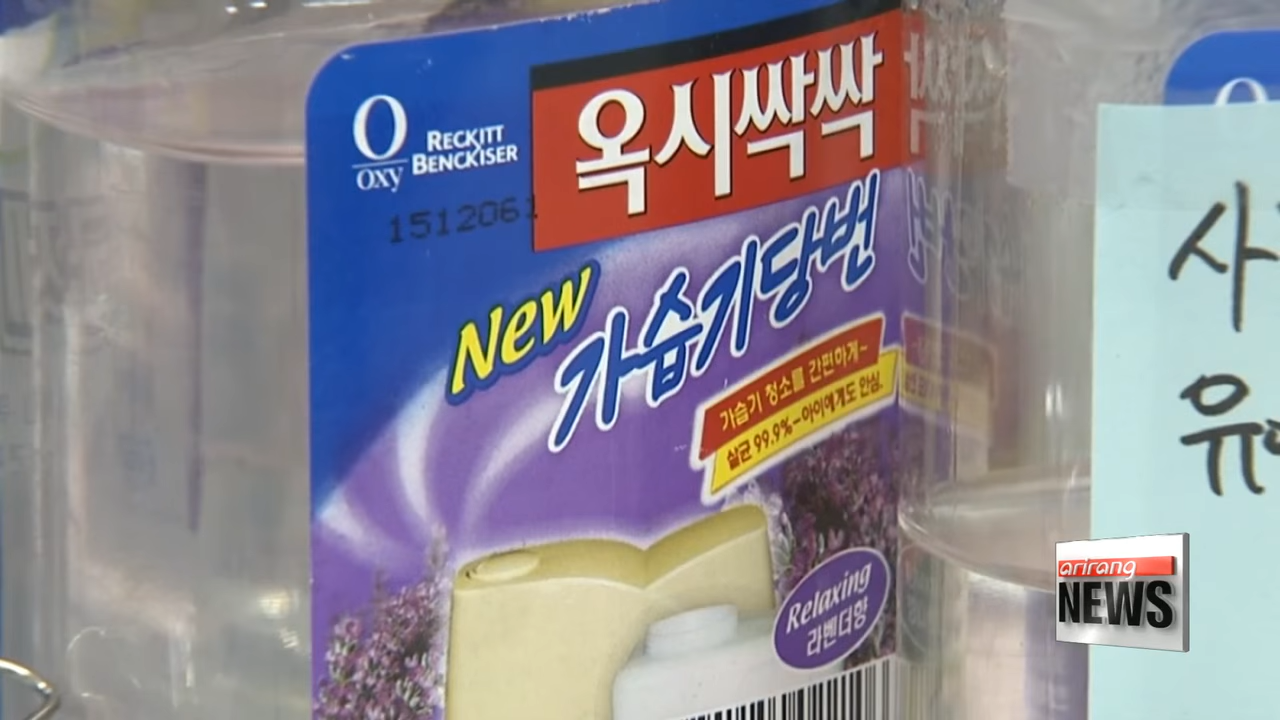 O
oxy
RECKITT
BENCKISER
옥시싹싹
151206
New
가습기당번
가습기 청소를 간편하게~
살균 99.9%-아이에게도 안심.
Relaxing
라벤더향
사
유
arirang
NEWS